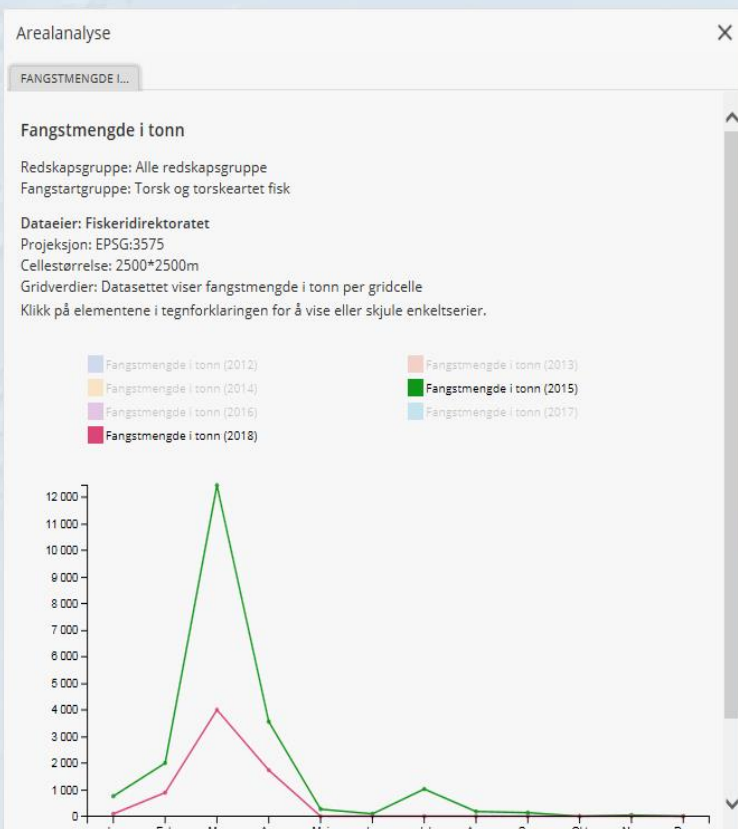 Arealanalyse
FANGSTMENGDE I...
Fangstmengde i tonn
Redskapsgruppe: Alle redskapsgruppe
Fangstartgruppe: Torsk og torskeartet fisk
Dataeier: Fiskeridirektoratet
Projeksjon: EPSG:3575
Cellestørrelse: 2500*2500m
Gridverdier: Datasettet viser fangstmengde i tonn per gridcelle
Klikk på elementene i tegnforklaringen for å vise eller skjule enkeltserier.
Fangstmengde i tonn (2012) Fangstmengde i tonn (2013)
Fangstmengde i tonn (2014) Fangstmengde i tonn (2015)
Fangstmengde i tonn (2016) Fangstmengde i tonn (2017)
Fangstmengde i tonn (2018)
12 000
11 000
10 000
9 000
8 000
7 000
6 000
5 000
4 000
3 000
2 000
1 000
0